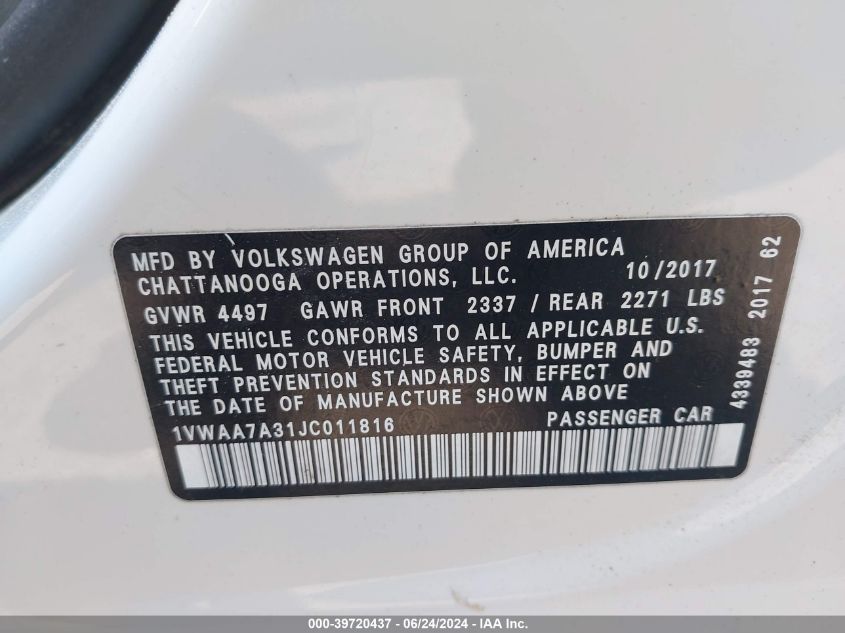 MFD BY VOLKSWAGEN GROUP OF AMERICA
CHATTANOOGA OPERATIONS, LLC. 10/2017
GVWR 4497 GAWR FRONT 2337 / REAR 2271 LBS
THIS VEHICLE CONFORMS TO ALL APPLICABLE U.S.
FEDERAL MOTOR VEHICLE SAFETY, BUMPER AND
THEFT PREVENTION STANDARDS IN EFFECT ON
THE DATE OF MANUFACTURE SHOWN ABOVE
1VWAA7A31JC011816 PASSENGER CAR
4339483 2017 62
000-39720437 - 06/24/2024 - IAA Inc.